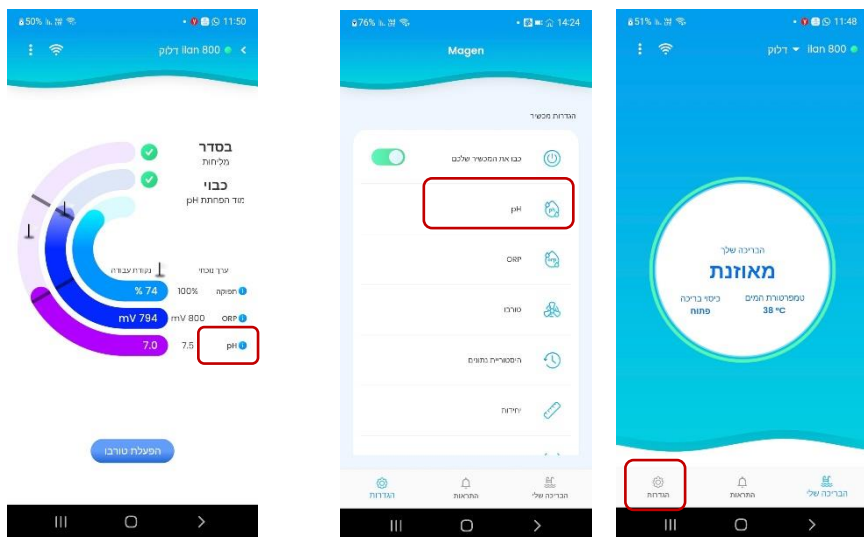 11:50
50%
ilan 800 דלוק
בסדר
מליחות
כבוי
מוד הפחתת pH
ערך נוכחי
נקודת עבודה
תפוקה 100% 74 %
ORP mV 800 mV 794
pH 7.5 7.0
הפעלת טורבו
14:24
76%
Magen
הגדרות מכשיר
כבו את המכשיר שלכם
pH
ORP
טורבו
היסטוריית נתונים
יחידות
הבריכה שלי
התראות
הגדרות
11:48
51%
ilan 800 דלוק
הבריכה שלך
מאוזנת
טמפרטורת המים
38 °C
כיסוי בריכה
פתוח
הבריכה שלי
התראות
הגדרות